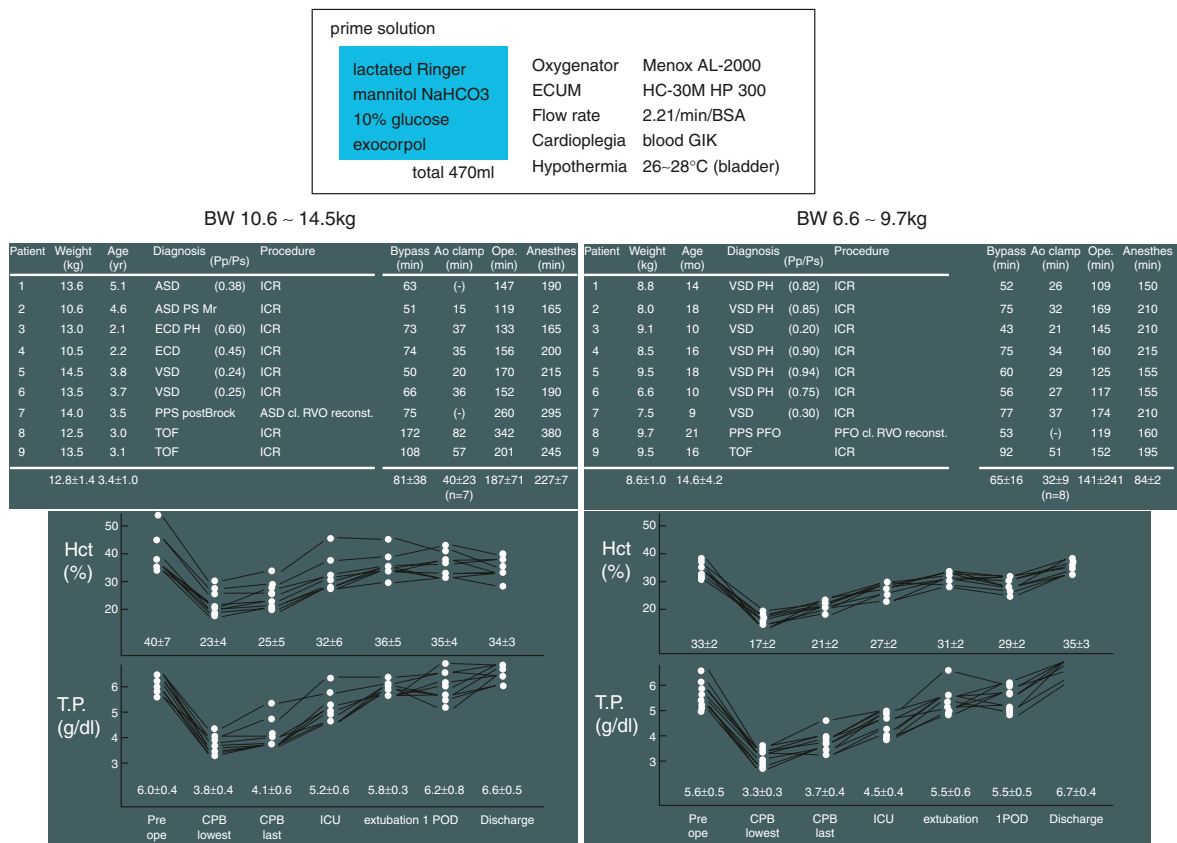 prime solution
lactated Ringer
mannitol NaHCO3
10% glucose
exocorpol
total 470ml
Oxygenator Menox AL-2000
ECUM HC-30M HP 300
Flow rate 2.21/min/BSA
Cardioplegia blood GIK
Hypothermia 26~28°C (bladder)
BW 10.6 ~ 14.5kg
Patient Weight Age Diagnosis Procedure Bypass Ao clamp Ope. Anesthes
(kg) (yr) (Pp/Ps) (min) (min) (min) (min)
1 13.6 5.1 ASD (0.38) ICR 63 (-) 147 190
2 10.6 4.6 ASD PS Mr ICR 51 15 119 165
3 13.0 2.1 ECD PH (0.60) ICR 73 37 133 165
4 10.5 2.2 ECD (0.45) ICR 74 35 156 200
5 14.5 3.8 VSD (0.24) ICR 50 20 170 215
6 13.5 3.7 VSD (0.25) ICR 66 36 152 190
7 14.0 3.5 PPS postBrock ASD cl. RVO reconst. 75 (-) 260 295
8 12.5 3.0 TOF ICR 172 82 342 380
9 13.5 3.1 TOF ICR 108 57 201 245
12.8±1.4 3.4±1.0 81±38 40±23 187±71 227±7
(n=7)
Hct
(%)
50
40
30
20
40±7 23±4 25±5 32±6 36±5 35±4 34±3
T.P.
(g/dl)
6
5
4
3
6.0±0.4 3.8±0.4 4.1±0.6 5.2±0.6 5.8±0.3 6.2±0.8 6.6±0.5
Pre CPB CPB ICU extubation 1 POD Discharge
ope lowest last
BW 6.6 ~ 9.7kg
Patient Weight Age Diagnosis Procedure Bypass Ao clamp Ope. Anesthes
(kg) (mo) (Pp/Ps) (min) (min) (min) (min)
1 8.8 14 VSD PH (0.82) ICR 52 26 109 150
2 8.0 18 VSD PH (0.85) ICR 75 32 169 210
3 9.1 10 VSD (0.20) ICR 43 21 145 210
4 8.5 16 VSD PH (0.90) ICR 75 34 160 215
5 9.5 18 VSD PH (0.94) ICR 60 29 125 155
6 6.6 10 VSD PH (0.75) ICR 56 27 117 155
7 7.5 9 VSD (0.30) ICR 77 37 174 210
8 9.7 21 PPS PFO PFO cl. RVO reconst. 53 (-) 119 160
9 9.5 16 TOF ICR 92 51 152 195
8.6±1.0 14.6±4.2 65±16 32±9 141±241 84±2
(n=8)
Hct
(%)
50
40
30
20
33±2 17±2 21±2 27±2 31±2 29±2 35±3
T.P.
(g/dl)
6
5
4
3
5.6±0.5 3.3±0.3 3.7±0.4 4.5±0.4 5.5±0.6 5.5±0.5 6.7±0.4
Pre CPB CPB ICU extubation 1POD Discharge
ope lowest last